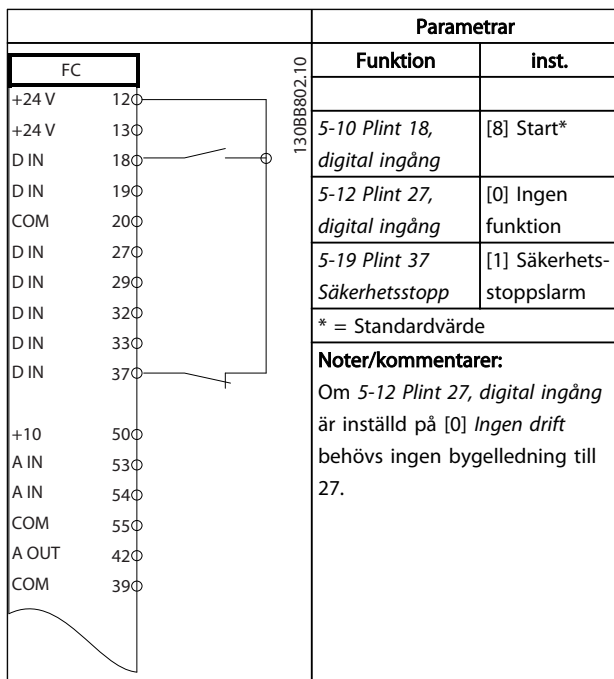 FC
+24 V 12
+24 V 13
D IN 18
D IN 19
COM 20
D IN 27
D IN 29
D IN 32
D IN 33
D IN 37
+10 50
A IN 53
A IN 54
COM 55
A OUT 42
COM 39
130BB802.10
Parametrar
Funktion inst.
5-10 Plint 18, [8] Start*
digital ingång
5-12 Plint 27, [0] Ingen
digital ingång funktion
5-19 Plint 37 [1] Säkerhets-
Säkerhetsstopp stoppslarm
* = Standardvärde
Noter/kommentarer:
Om 5-12 Plint 27, digital ingång
är inställd på [0] Ingen drift
behövs ingen bygelledning till
27.